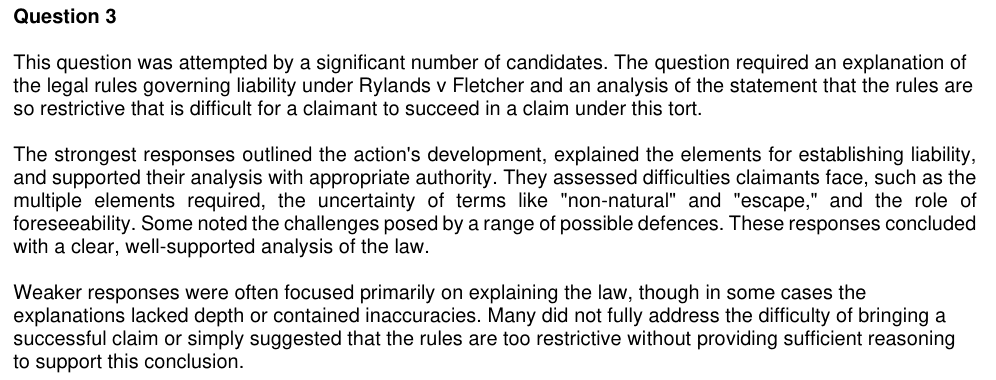 Question 3
This question was attempted by a significant number of candidates. The question required an explanation of
the legal rules governing liability under Rylands v Fletcher and an analysis of the statement that the rules are
so restrictive that is difficult for a claimant to succeed in a claim under this tort.
The strongest responses outlined the action's development, explained the elements for establishing liability,
and supported their analysis with appropriate authority. They assessed difficulties claimants face, such as the
multiple elements required, the uncertainty of terms like "non-natural" and "escape," and the role of
foreseeability. Some noted the challenges posed by a range of possible defences. These responses concluded
with a clear, well-supported analysis of the law.
Weaker responses were often focused primarily on explaining the law, though in some cases the
explanations lacked depth or contained inaccuracies. Many did not fully address the difficulty of bringing a
successful claim or simply suggested that the rules are too restrictive without providing sufficient reasoning
to support this conclusion.